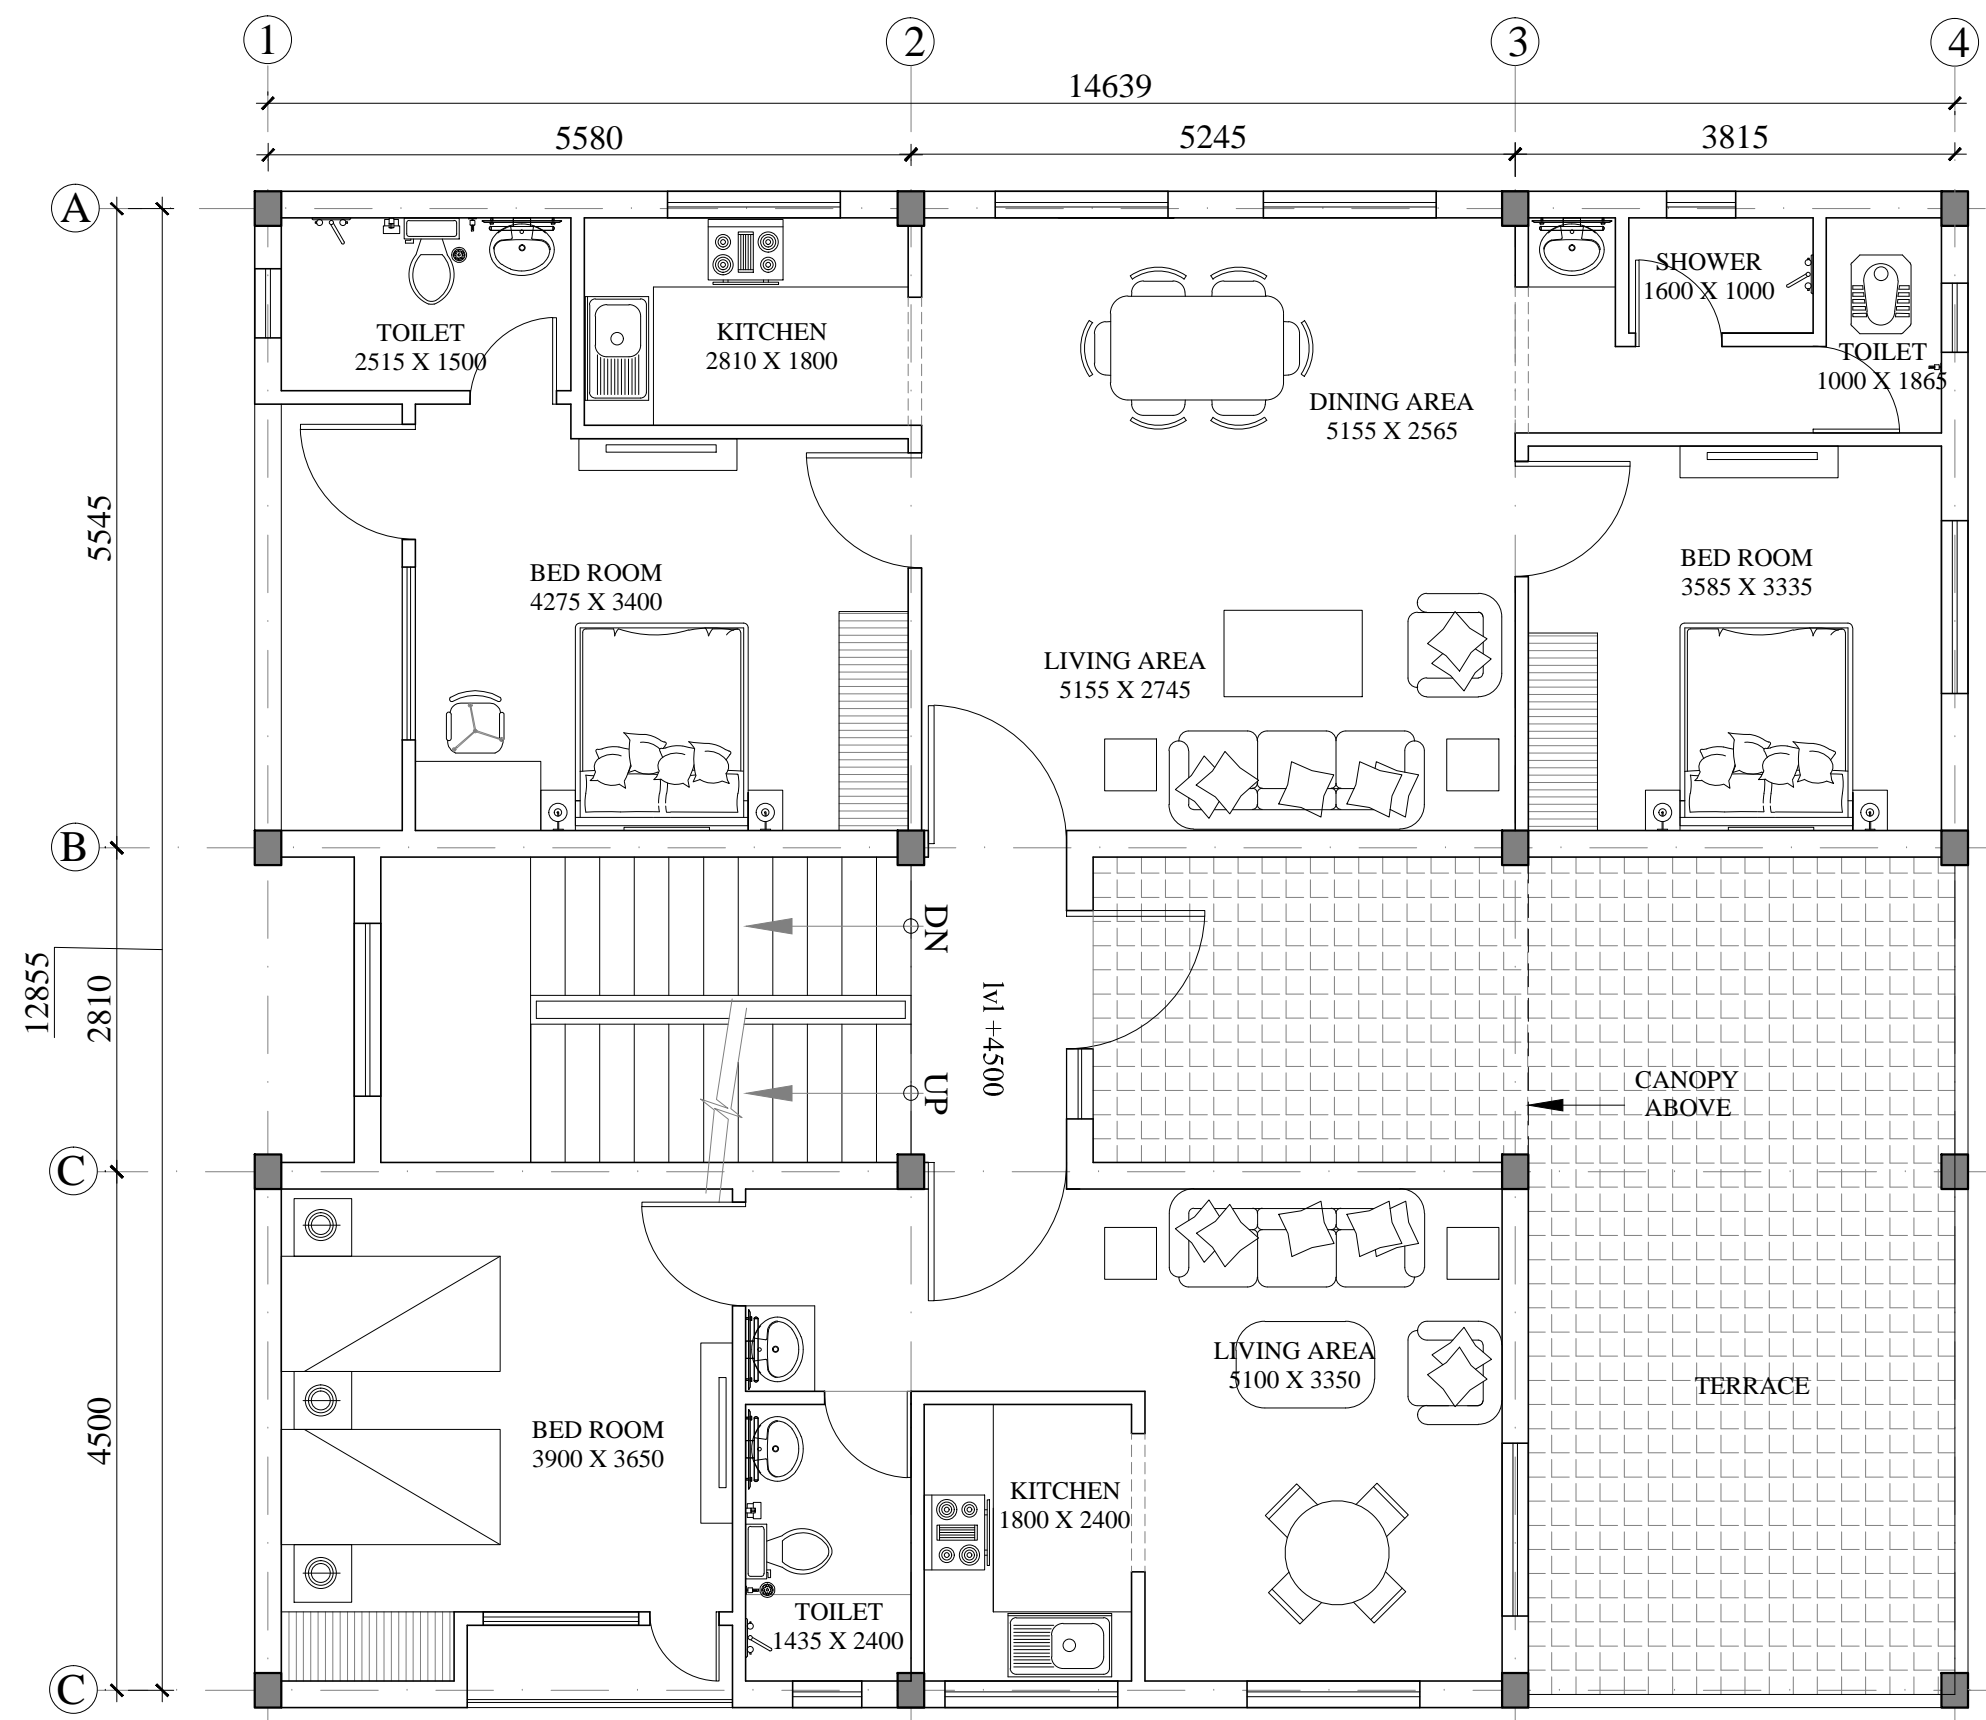 1
2
3
4
14639
5580
5245
3815
A
SHOWER
1600 X 1000
TOILET
2515 X 1500
KITCHEN
2810 X 1800
TOILET
1000 X 1865
DINING AREA
5155 X 2565
5545
BED ROOM
4275 X 3400
BED ROOM
3585 X 3335
LIVING AREA
5155 X 2745
B
DN
12855
2810
lvl +4500
UP
CANOPY
ABOVE
C
LIVING AREA
5100 X 3350
TERRACE
4500
BED ROOM
3900 X 3650
KITCHEN
1800 X 2400
TOILET
1435 X 2400
C